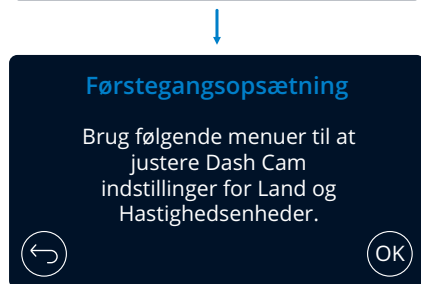 Førstegangsopsætning
Brug følgende menuer til at
justere Dash Cam
indstillinger for Land og
Hastighedsenheder.
OK